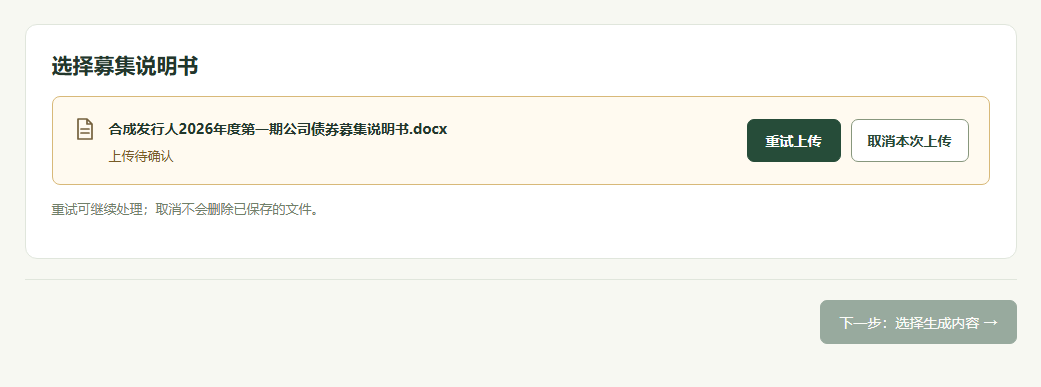 选择募集说明书
合成发行人2026年度第一期公司债券募集说明书.docx
上传待确认
重试上传
取消本次上传
重试可继续处理；取消不会删除已保存的文件。
下一步：选择生成内容 →